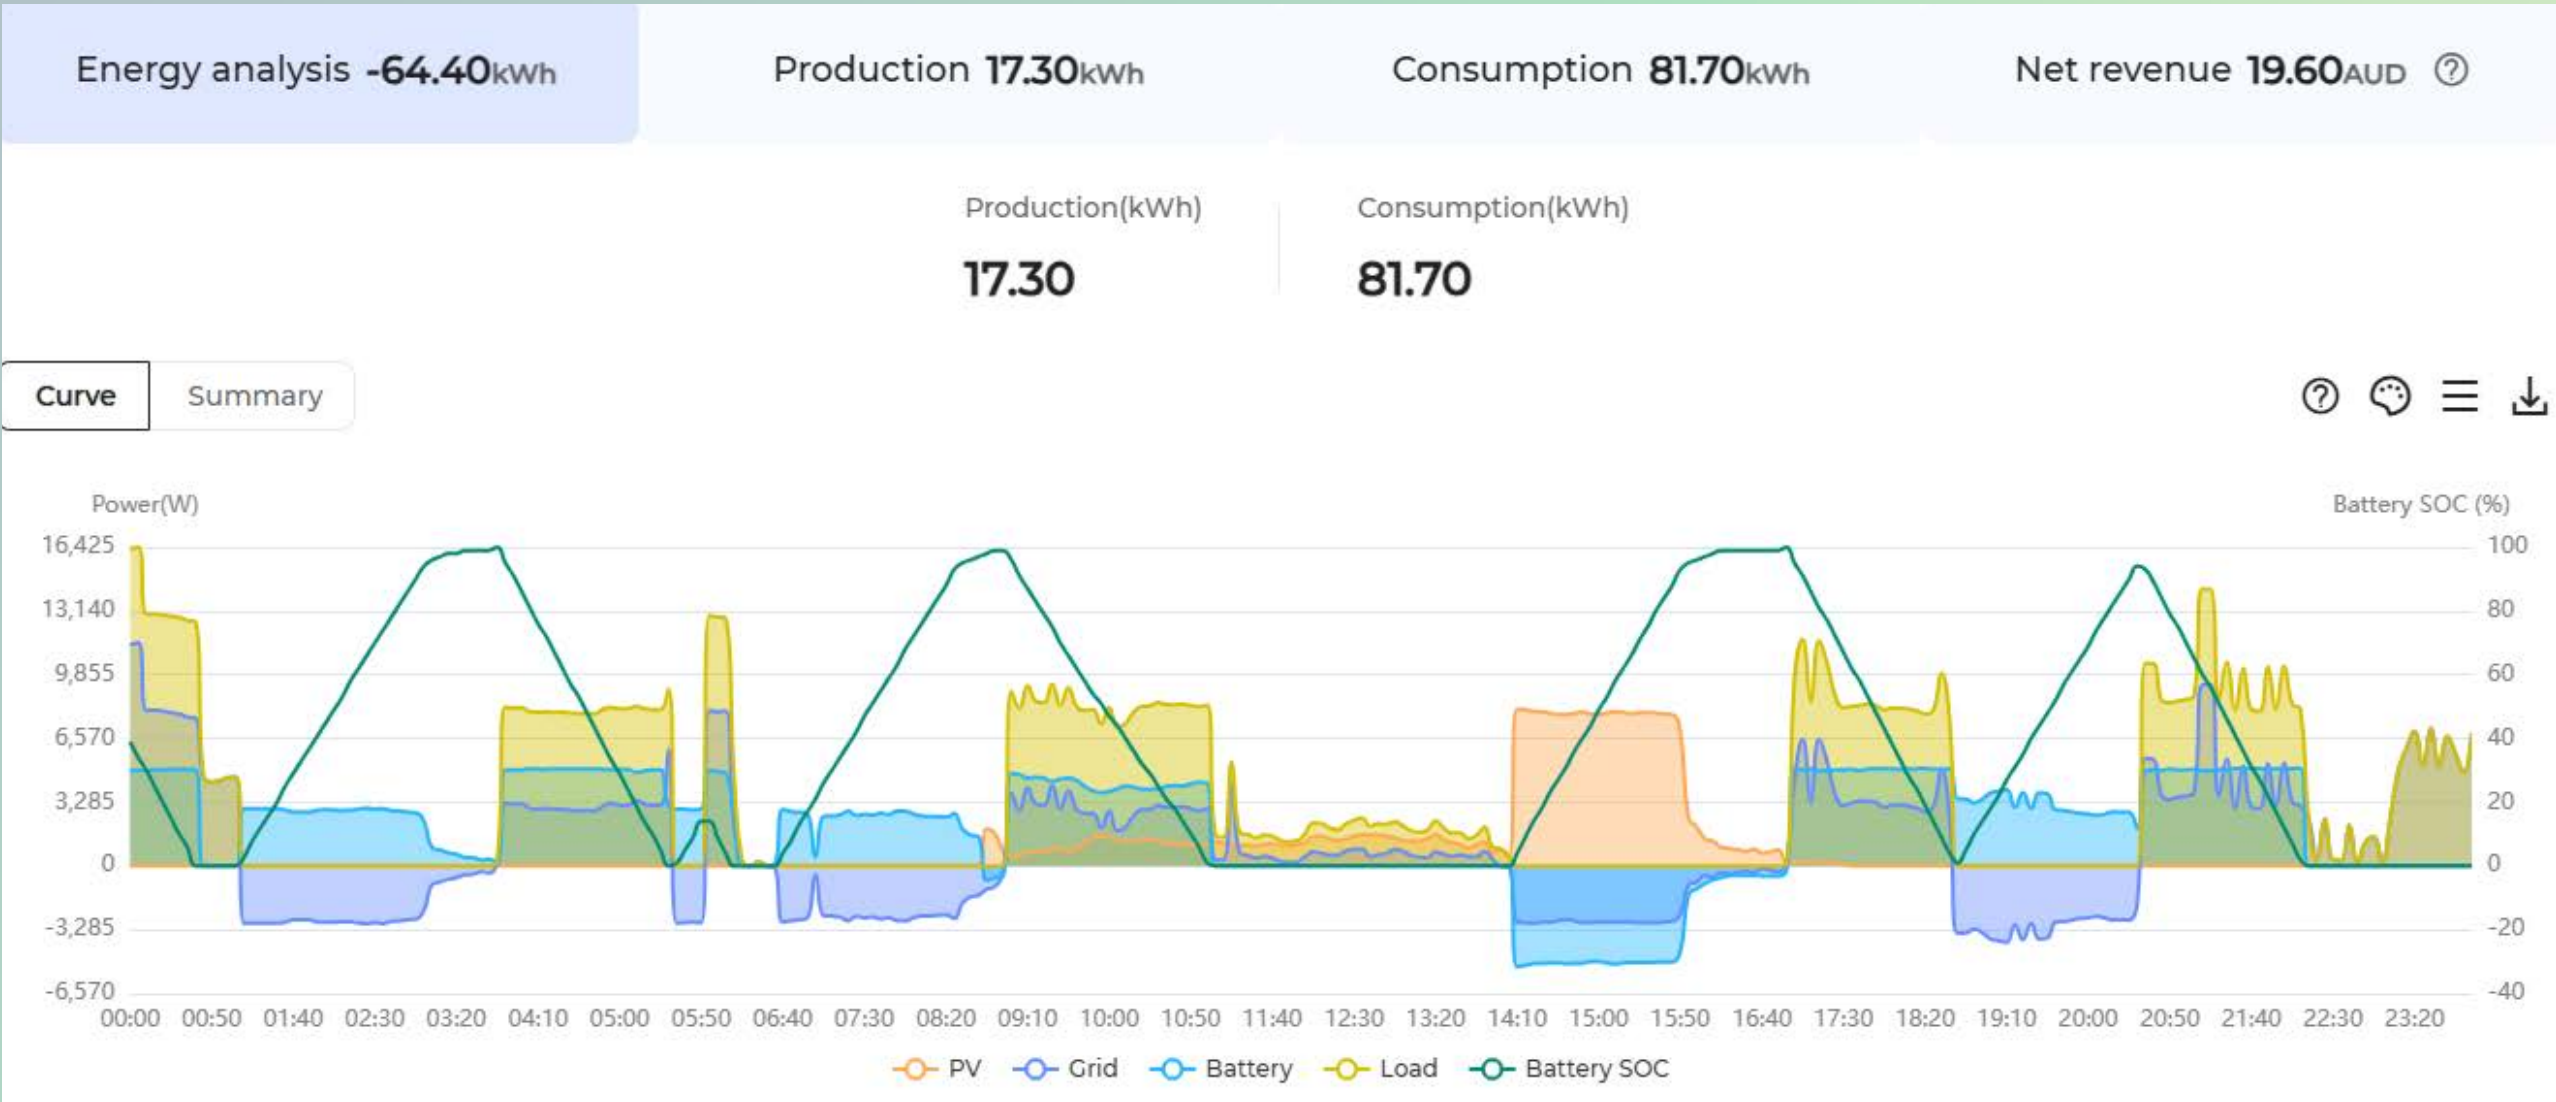 Energy analysis -64.40kWh Production 17.30kWh Consumption 81.70kWh Net revenue 19.60AUD ?
Production(kWh) Consumption(kWh)
17.30 81.70
Curve Summary ?
Power(W) Battery SOC (%)
16,425 100
13,140 80
9,855 60
6,570 40
3,285 20
0 0
-3,285 -20
-6,570 -40
00:00 00:50 01:40 02:30 03:20 04:10 05:00 05:50 06:40 07:30 08:20 09:10 10:00 10:50 11:40 12:30 13:20 14:10 15:00 15:50 16:40 17:30 18:20 19:10 20:00 20:50 21:40 22:30 23:20
PV Grid Battery Load Battery SOC